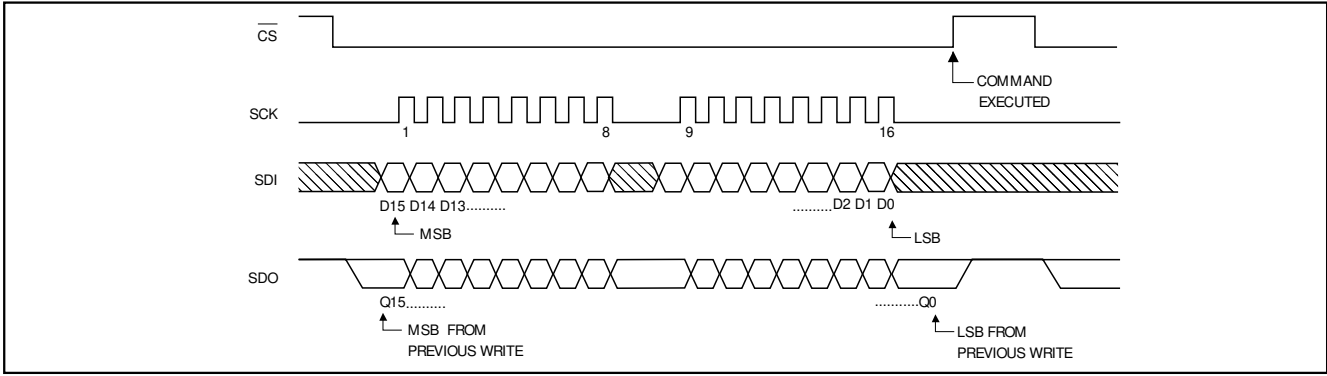 CS
COMMAND
EXECUTED
SCK
1 8 9 16
SDI
D15 D14 D13.......... ..........D2 D1 D0
MSB
LSB
SDO
Q15.......... ...........Q0
MSB FROM
PREVIOUS WRITE
LSB FROM
PREVIOUS WRITE